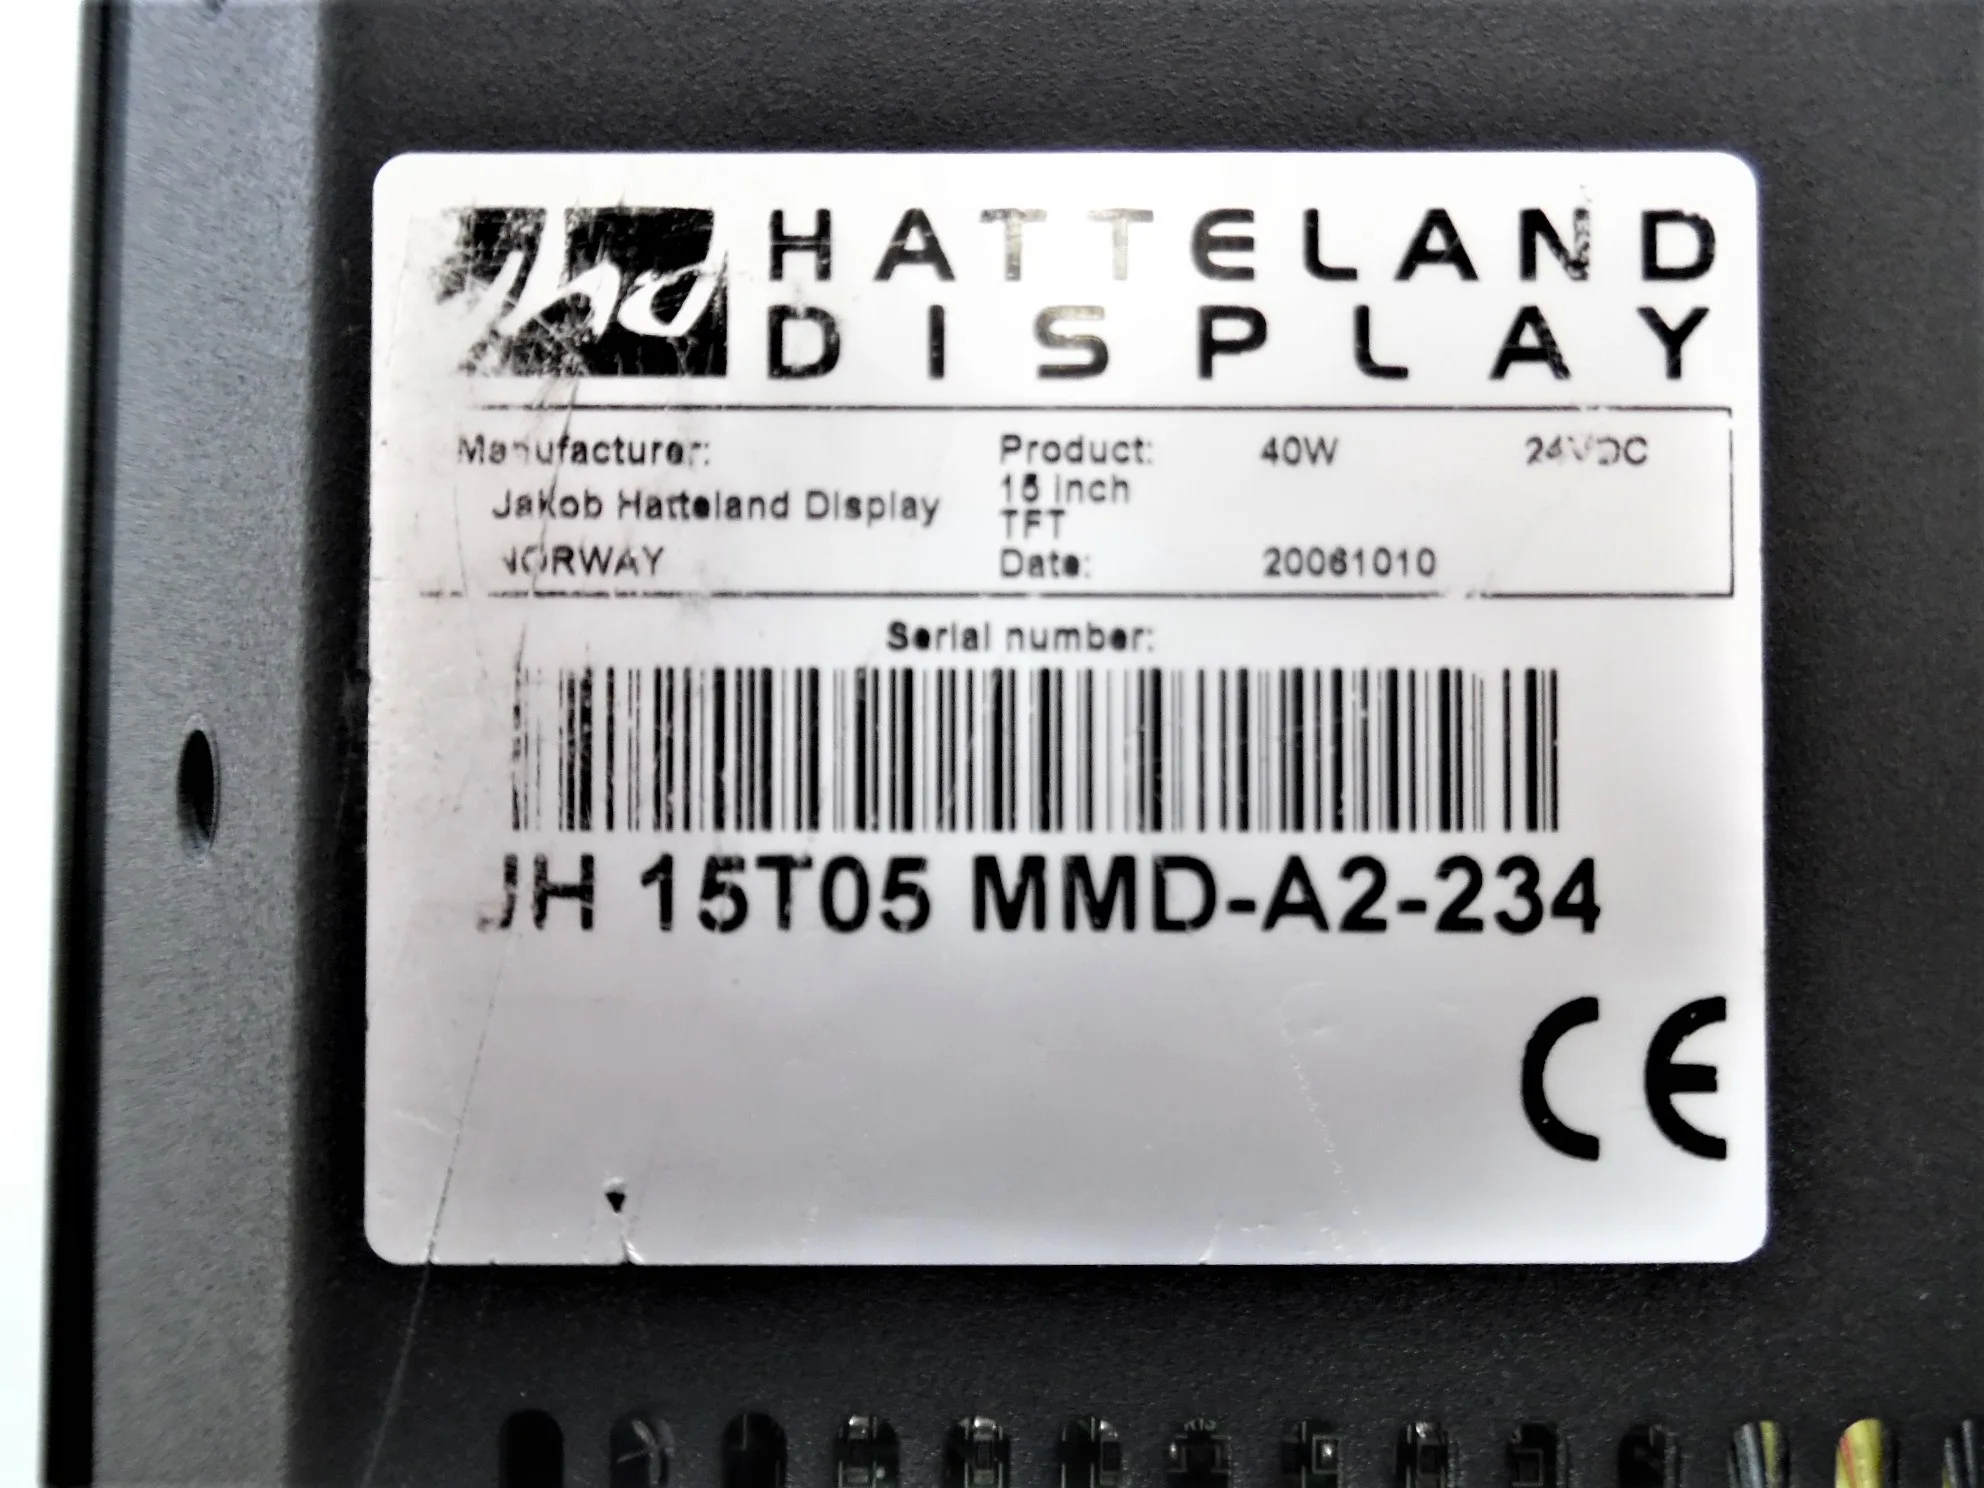 jhd HATTELAND
DISPLAY
Manufacturer: Product: 40W 24VDC
Jakob Hatteland Display 15 inch
TFT
NORWAY Date: 20061010
Serial number:
JH 15T05 MMD-A2-234
CE